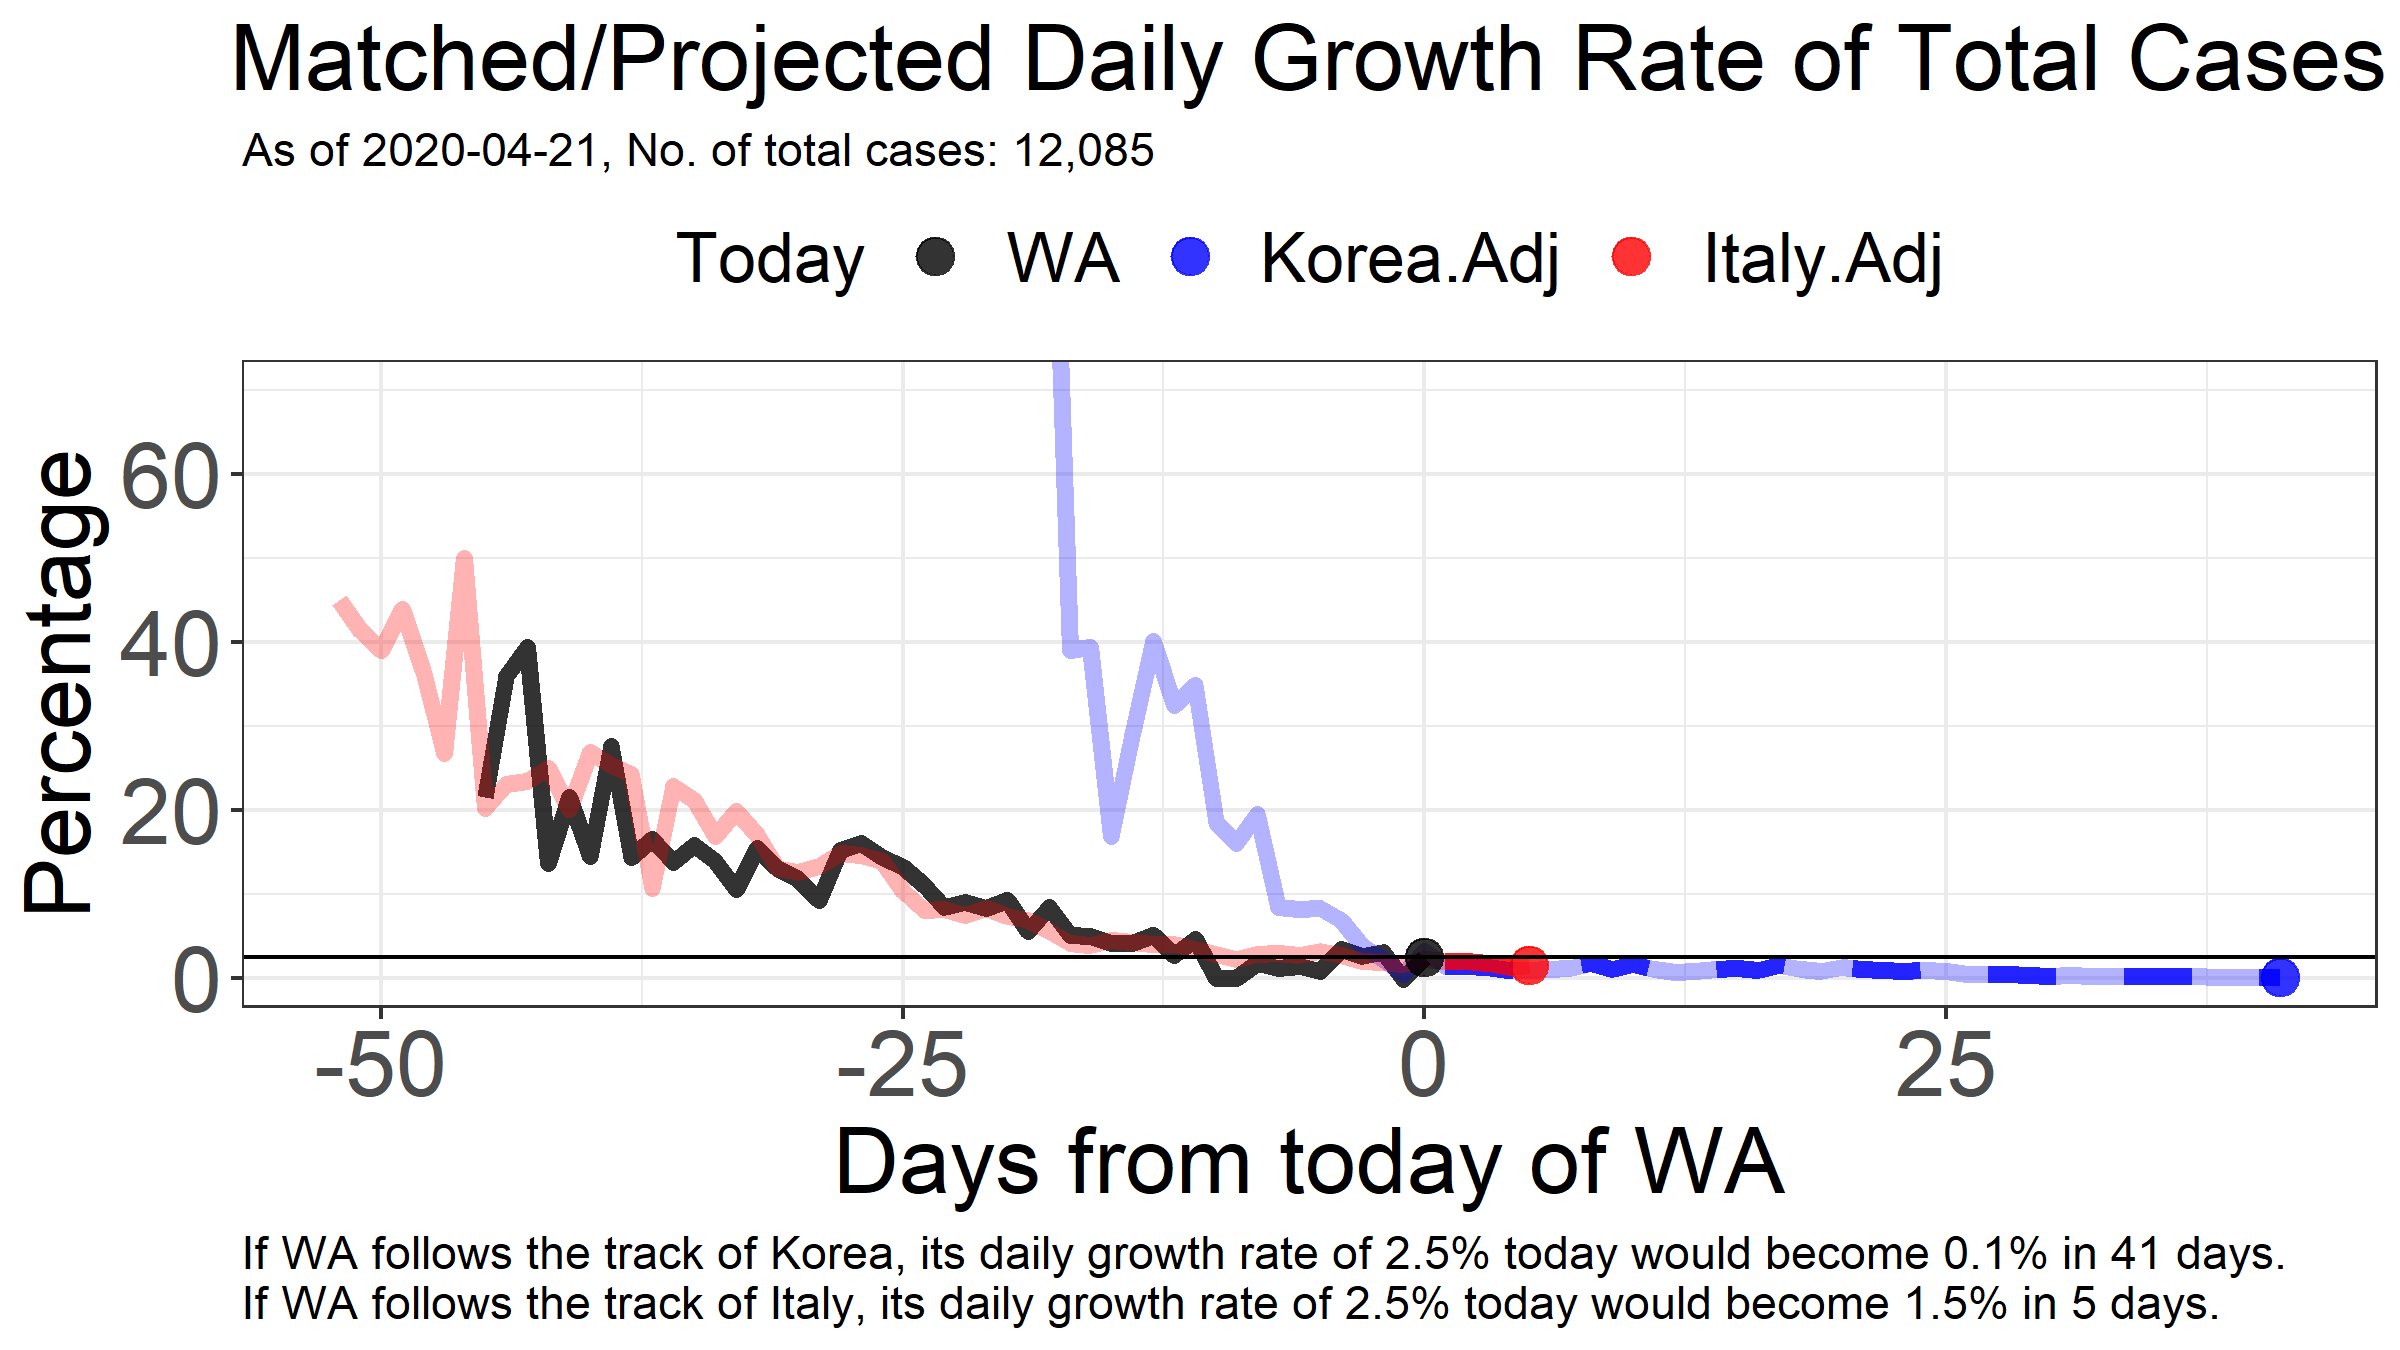 Matched/Projected Daily Growth Rate of Total Cases
As of 2020-04-21, No. of total cases: 12,085
Today WA Korea.Adj Italy.Adj
Percentage
60
40
20
0
-50 -25 0 25
Days from today of WA
If WA follows the track of Korea, its daily growth rate of 2.5% today would become 0.1% in 41 days.
If WA follows the track of Italy, its daily growth rate of 2.5% today would become 1.5% in 5 days.